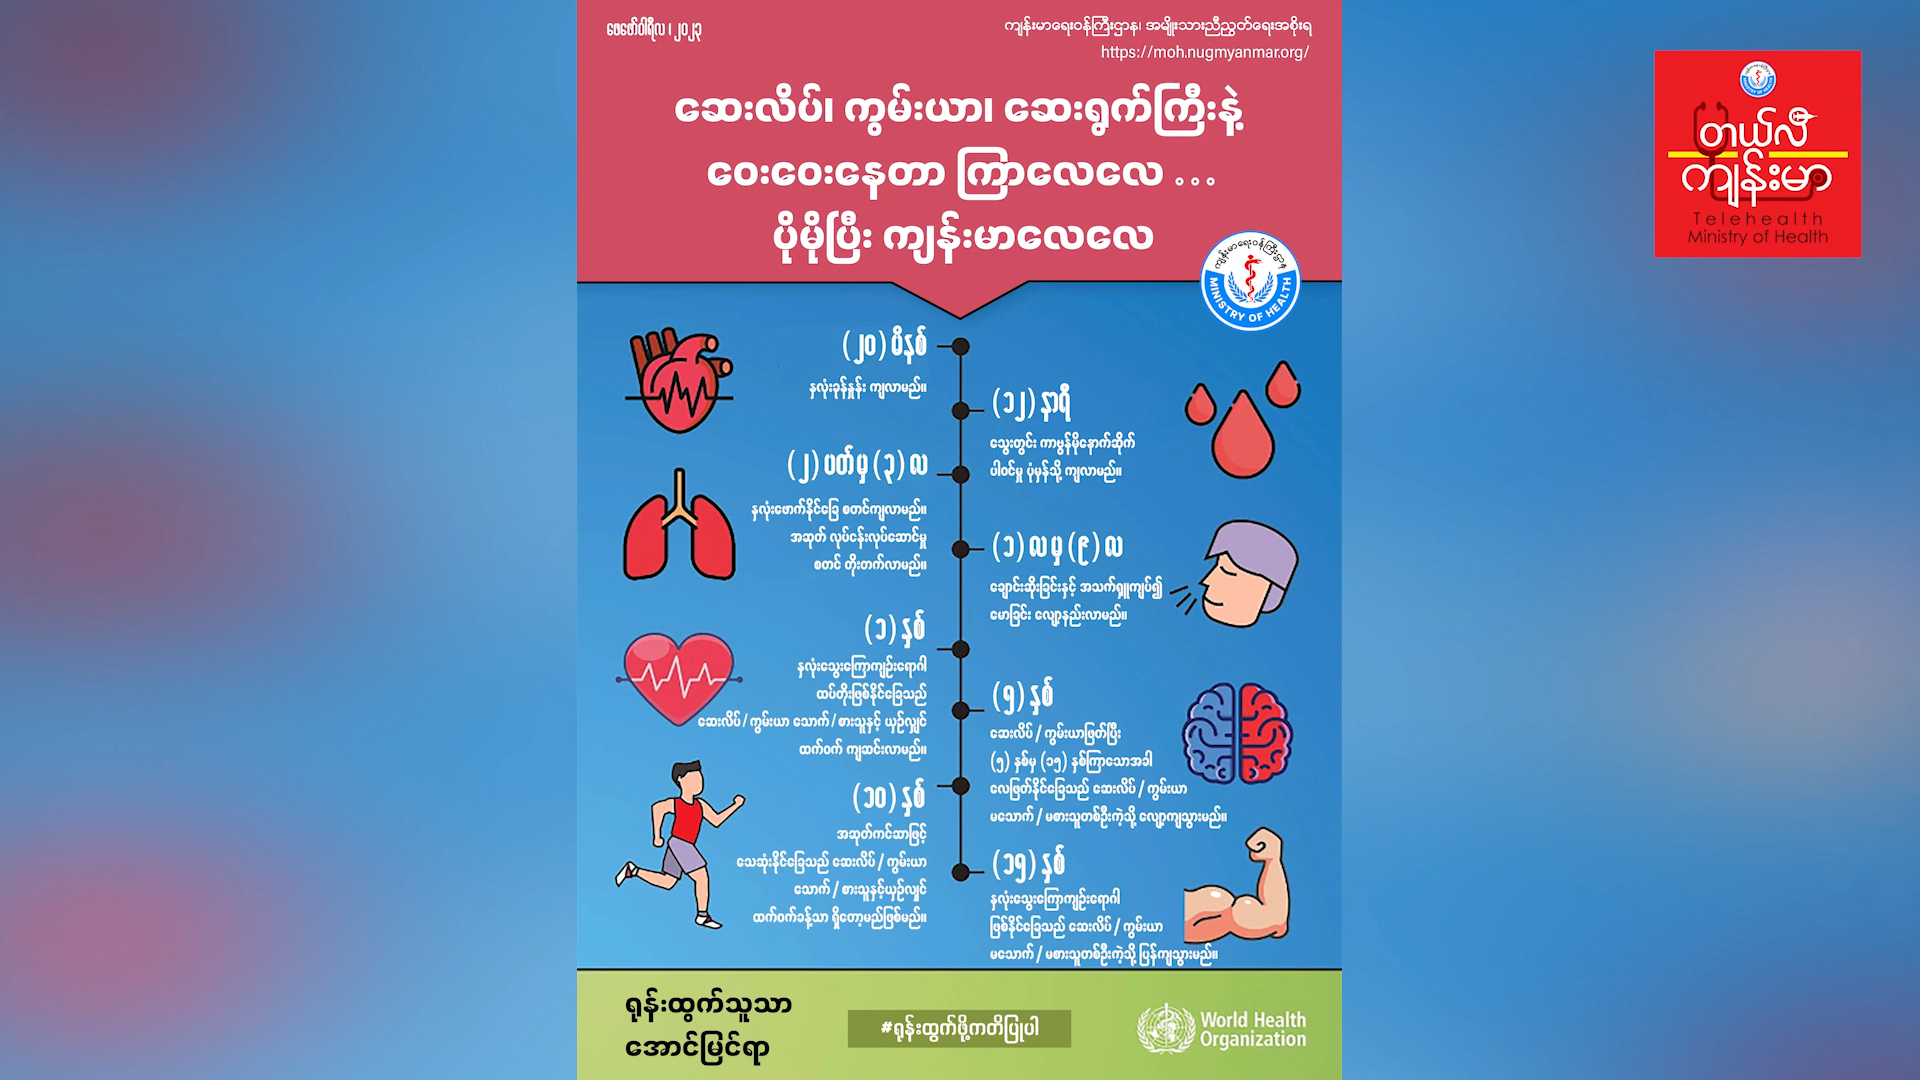 ဖေဖော်ဝါရီလ ၊ ၂၀၂၃
ကျန်းမာရေးဝန်ကြီးဌာန၊ အမျိုးသားညီညွတ်ရေးအစိုးရ
https://moh.nugmyanmar.org/
ဆေးလိပ်၊ ကွမ်းယာ၊ ဆေးရွက်ကြီးနဲ့
ဝေးဝေးနေတာ ကြာလေလေ ...
ပိုမိုပြီး ကျန်းမာလေလေ
ကျန်းမာရေးဝန်ကြီးဌာန
MINISTRY OF HEALTH
တယ်လီ
ကျန်းမာ
Telehealth
Ministry of Health
(၂၀) မိနစ်
နှလုံးခုန်နှုန်း ကျလာမည်။
(၁၂) နာရီ
သွေးတွင်း ကာဗွန်မိုနောက်ဆိုက်
ပါဝင်မှု ပုံမှန်သို့ ကျလာမည်။
(၂) ပတ်မှ (၃) လ
နှလုံးဖောက်နိုင်ခြေ စတင်ကျလာမည်။
အဆုတ် လုပ်ငန်းလုပ်ဆောင်မှု
စတင် တိုးတက်လာမည်။
(၁) လ မှ (၉) လ
ချောင်းဆိုးခြင်းနှင့် အသက်ရှူကျပ်၍
မောခြင်း လျော့နည်းလာမည်။
(၁) နှစ်
နှလုံးသွေးကြောကျဉ်းရောဂါ
ထပ်တိုးဖြစ်နိုင်ခြေသည်
ဆေးလိပ် / ကွမ်းယာ သောက် / စားသူနှင့် ယှဉ်လျှင်
ထက်ဝက် ကျဆင်းလာမည်။
(၅) နှစ်
ဆေးလိပ် / ကွမ်းယာဖြတ်ပြီး
(၅) နှစ်မှ (၁၅) နှစ်ကြာသောအခါ
လေဖြတ်နိုင်ခြေသည် ဆေးလိပ် / ကွမ်းယာ
မသောက် / မစားသူတစ်ဦးကဲ့သို့ လျော့ကျသွားမည်။
(၁၀) နှစ်
အဆုတ်ကင်ဆာဖြင့်
သေဆုံးနိုင်ခြေသည် ဆေးလိပ် / ကွမ်းယာ
သောက် / စားသူနှင့်ယှဉ်လျှင်
ထက်ဝက်ခန့်သာ ရှိတော့မည်ဖြစ်မည်။
(၁၅) နှစ်
နှလုံးသွေးကြောကျဉ်းရောဂါ
ဖြစ်နိုင်ခြေသည် ဆေးလိပ် / ကွမ်းယာ
မသောက် / မစားသူတစ်ဦးကဲ့သို့ ပြန်ကျသွားမည်။
ရုန်းထွက်သူသာ
အောင်မြင်ရာ
#ရုန်းထွက်ဖို့ကတိပြုပါ
World Health
Organization